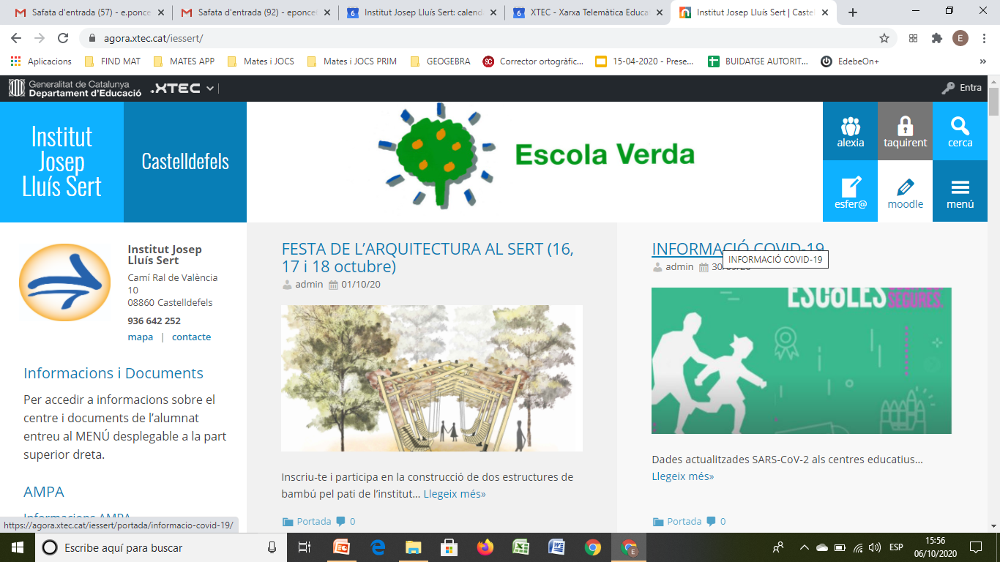 Safata d'entrada (57) - e.ponce
Safata d'entrada (92) - eponcel
Institut Josep Lluís Sert: calend
XTEC - Xarxa Telemàtica Educa
Institut Josep Lluís Sert | Castel
agora.xtec.cat/iessert/
E
Aplicacions
FIND MAT
MATES APP
Mates i JOCS
Mates i JOCS PRIM
GEOGEBRA
Corrector ortogràfic...
15-04-2020 - Prese...
BUIDATGE AUTORIT...
EdebeOn+
Generalitat de Catalunya
Departament d'Educació
.XTEC
Entra
Institut
Josep
Lluís Sert
Castelldefels
Escola Verda
alexia
taquirent
cerca
esfer@
moodle
menú
Institut Josep
Lluís Sert
Camí Ral de València
10
08860 Castelldefels
936 642 252
mapa | contacte
Informacions i Documents
Per accedir a informacions sobre el
centre i documents de l'alumnat
entreu al MENÚ desplegable a la part
superior dreta.
AMPA
Informacions AMPA
https://agora.xtec.cat/iessert/portada/informacio-covid-19/
FESTA DE L'ARQUITECTURA AL SERT (16,
17 i 18 octubre)
admin 01/10/20
Inscriu-te i participa en la construcció de dos estructures de
bambú pel pati de l'institut... Llegeix més»
Portada 0
INFORMACIÓ COVID-19
INFORMACIÓ COVID-19
admin 30/09/20
ESCOLES
SEGURES.
Dades actualitzades SARS-CoV-2 als centres educatius...
Llegeix més»
Portada 0
Escribe aquí para buscar
ESP
15:56
06/10/2020